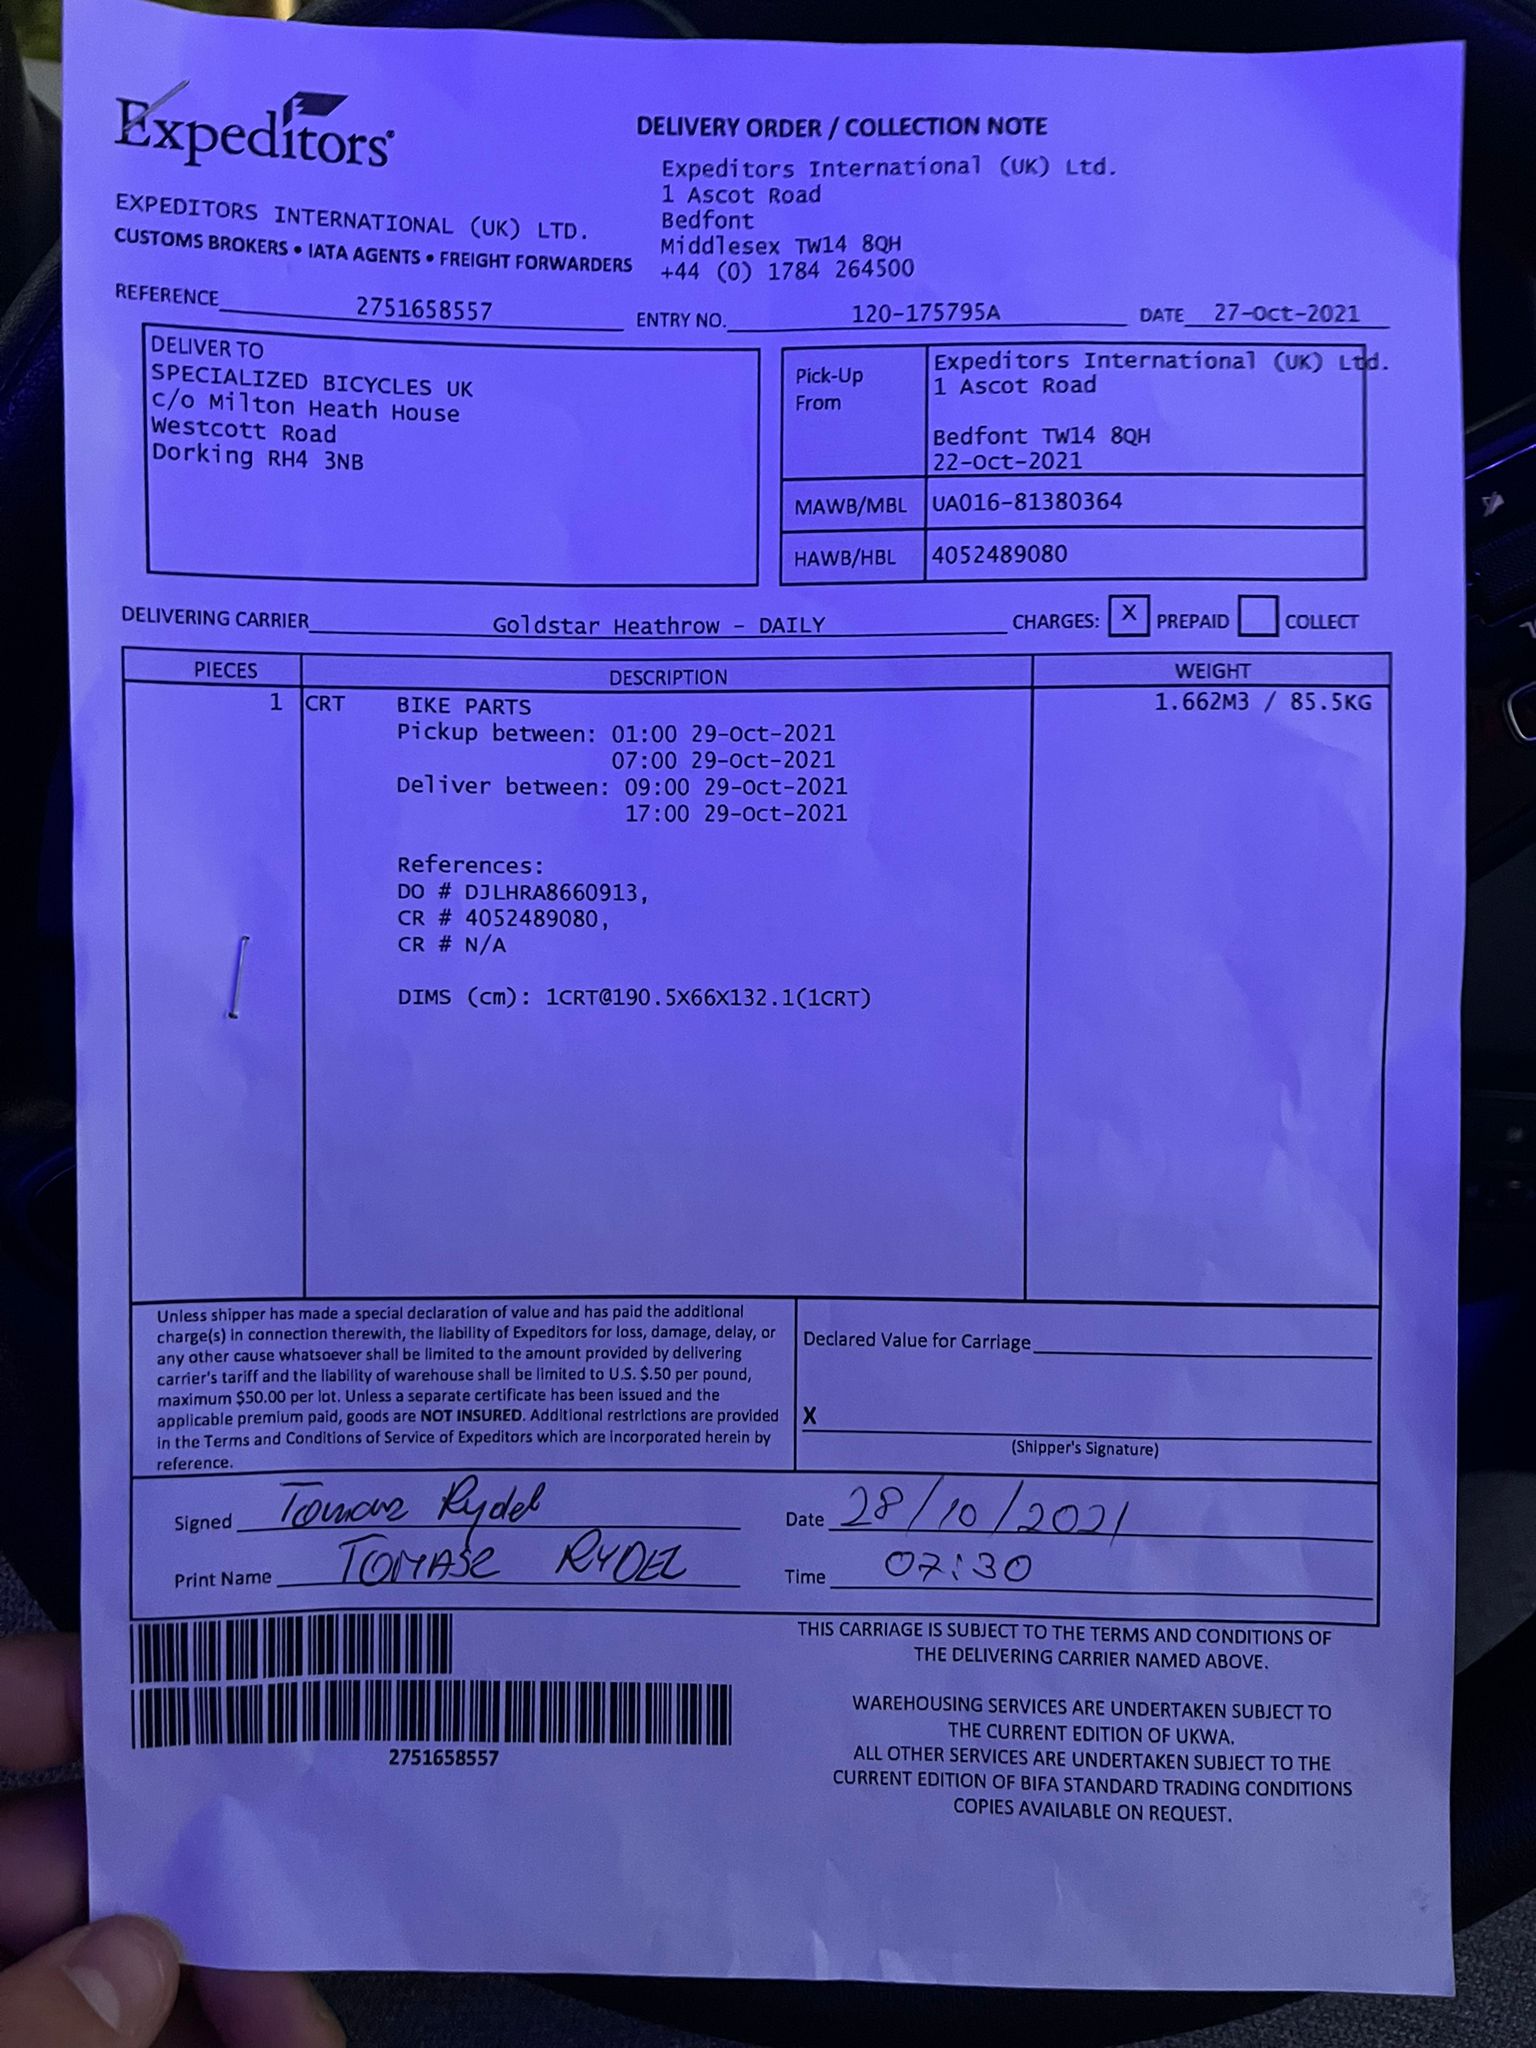 Expeditors®
EXPEDITORS INTERNATIONAL (UK) LTD.
CUSTOMS BROKERS • IATA AGENTS • FREIGHT FORWARDERS
DELIVERY ORDER / COLLECTION NOTE
Expeditors International (UK) Ltd.
1 Ascot Road
Bedfont
Middlesex TW14 8QH
+44 (0) 1784 264500
REFERENCE 2751658557 ENTRY NO. 120-175795A DATE 27-Oct-2021
DELIVER TO
SPECIALIZED BICYCLES UK
c/o Milton Heath House
Westcott Road
Dorking RH4 3NB
Pick-Up From
Expeditors International (UK) Ltd.
1 Ascot Road
Bedfont TW14 8QH
22-Oct-2021
MAWB/MBL UA016-81380364
HAWB/HBL 4052489080
DELIVERING CARRIER Goldstar Heathrow - DAILY CHARGES: X PREPAID COLLECT
PIECES DESCRIPTION WEIGHT
1 CRT BIKE PARTS 1.662M3 / 85.5KG
Pickup between: 01:00 29-Oct-2021
07:00 29-Oct-2021
Deliver between: 09:00 29-Oct-2021
17:00 29-Oct-2021
References:
DO # DJLHRA8660913,
CR # 4052489080,
CR # N/A
DIMS (cm): 1CRT@190.5X66X132.1(1CRT)
Unless shipper has made a special declaration of value and has paid the additional
charge(s) in connection therewith, the liability of Expeditors for loss, damage, delay, or
any other cause whatsoever shall be limited to the amount provided by delivering
carrier's tariff and the liability of warehouse shall be limited to U.S. $.50 per pound,
maximum $50.00 per lot. Unless a separate certificate has been issued and the
applicable premium paid, goods are NOT INSURED. Additional restrictions are provided
in the Terms and Conditions of Service of Expeditors which are incorporated herein by
reference.
Declared Value for Carriage
X
(Shipper's Signature)
Signed Tomasz Rydel Date 28/10/2021
Print Name TOMASZ RYDEL Time 07:30
2751658557
THIS CARRIAGE IS SUBJECT TO THE TERMS AND CONDITIONS OF
THE DELIVERING CARRIER NAMED ABOVE.
WAREHOUSING SERVICES ARE UNDERTAKEN SUBJECT TO
THE CURRENT EDITION OF UKWA.
ALL OTHER SERVICES ARE UNDERTAKEN SUBJECT TO THE
CURRENT EDITION OF BIFA STANDARD TRADING CONDITIONS
COPIES AVAILABLE ON REQUEST.